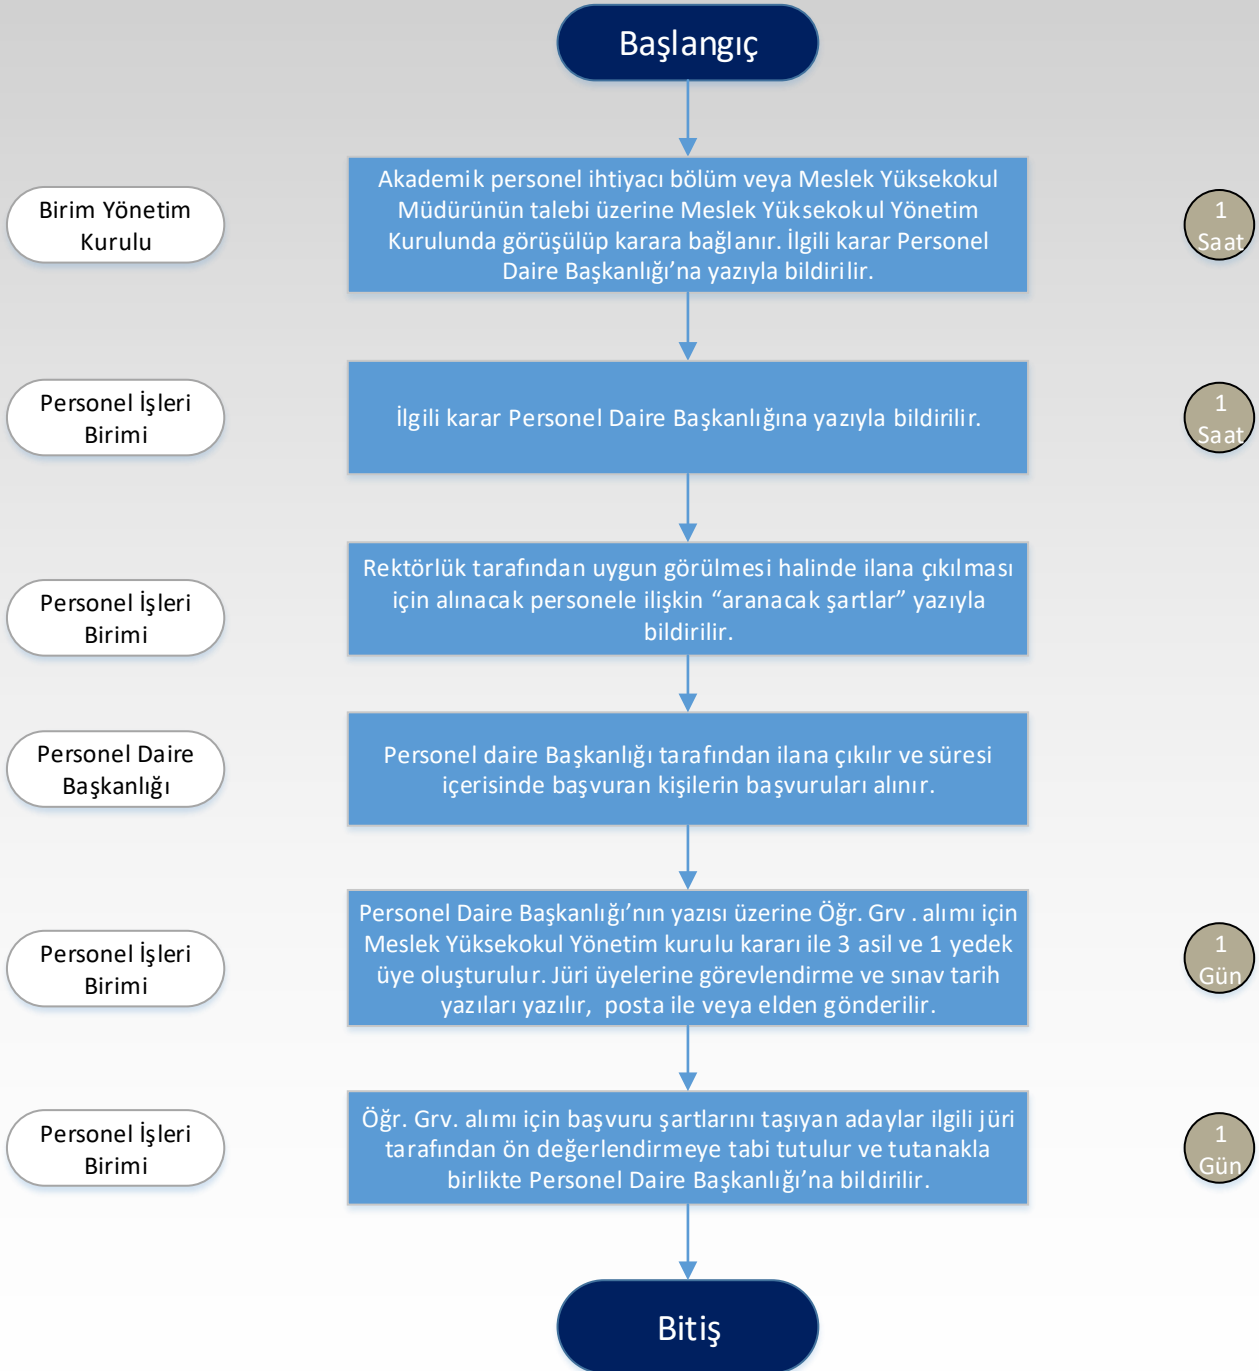 Başlangıç
Birim Yönetim
Kurulu
Akademik personel ihtiyacı bölüm veya Meslek Yüksekokul
Müdürünün talebi üzerine Meslek Yüksekokul Yönetim
Kurulunda görüşülüp karara bağlanır. İlgili karar Personel
Daire Başkanlığı’na yazıyla bildirilir.
1
Saat
Personel İşleri
Birimi
İlgili karar Personel Daire Başkanlığına yazıyla bildirilir.
1
Saat
Personel İşleri
Birimi
Rektörlük tarafından uygun görülmesi halinde ilana çıkılması
için alınacak personele ilişkin “aranacak şartlar” yazıyla
bildirilir.
Personel Daire
Başkanlığı
Personel daire Başkanlığı tarafından ilana çıkılır ve süresi
içerisinde başvuran kişilerin başvuruları alınır.
Personel İşleri
Birimi
Personel Daire Başkanlığı’nın yazısı üzerine Öğr. Grv . alımı için
Meslek Yüksekokul Yönetim kurulu kararı ile 3 asil ve 1 yedek
üye oluşturulur. Jüri üyelerine görevlendirme ve sınav tarih
yazıları yazılır, posta ile veya elden gönderilir.
1
Gün
Personel İşleri
Birimi
Öğr. Grv. alımı için başvuru şartlarını taşıyan adaylar ilgili jüri
tarafından ön değerlendirmeye tabi tutulur ve tutanakla
birlikte Personel Daire Başkanlığı’na bildirilir.
1
Gün
Bitiş